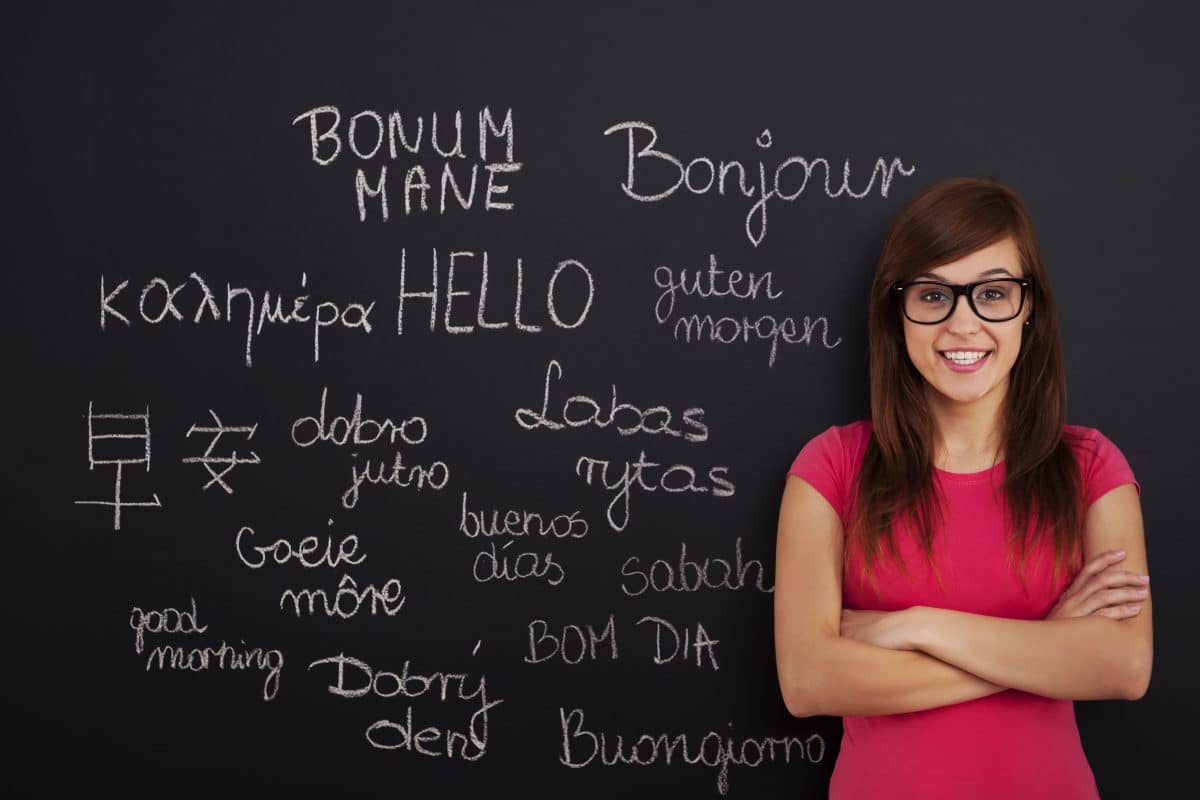 BONUM
MANE
Bonjour
καλημέρα
HELLO
guten
morgen
早
dobro
jutro
Labas
rytas
Goeie
môre
buenos
días
sabah
good
morning
BOM DIA
Dobrý
den
Buongiorno